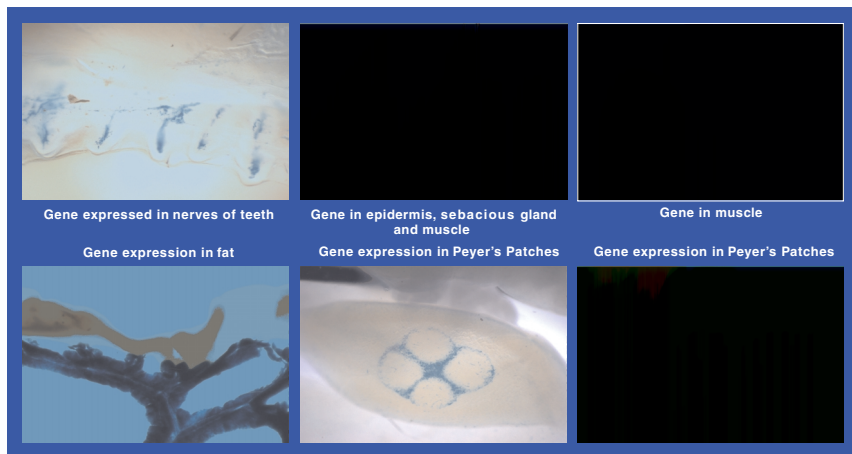 Gene expressed in nerves of teeth
Gene in epidermis, sebacious gland
and muscle
Gene in muscle
Gene expression in fat
Gene expression in Peyer's Patches
Gene expression in Peyer's Patches